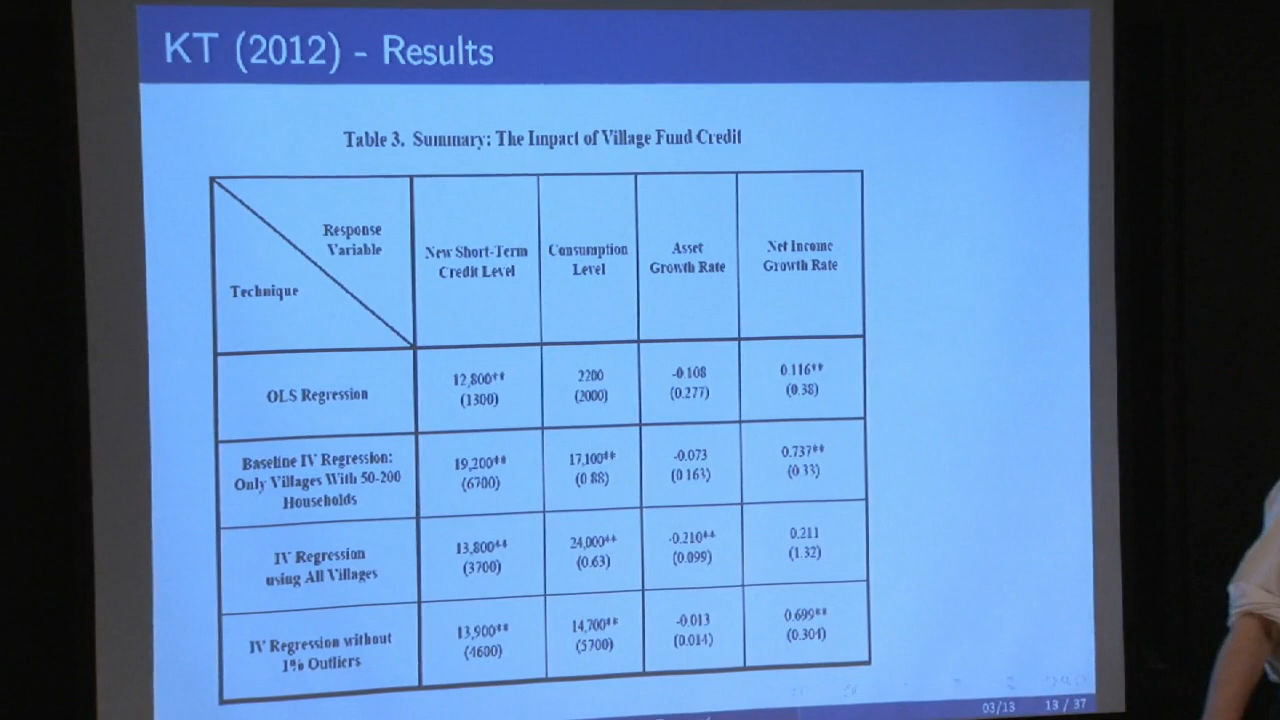 KT (2012) - Results
Table 3. Summary: The Impact of Village Fund Credit
Response
Variable
Technique
New Short-Term
Credit Level
Consumption
Level
Asset
Growth Rate
Net Income
Growth Rate
OLS Regression
12,800**
(1300)
2200
(2000)
-0.108
(0.277)
0.116**
(0.38)
Baseline IV Regression:
Only Villages With 50-200
Households
19,200**
(6700)
17,100**
(0.88)
-0.073
(0.163)
0.737**
(0.33)
IV Regression
using All Villages
13,800**
(3700)
24,000**
(0.63)
-0.210**
(0.099)
0.211
(1.32)
IV Regression without
1% Outliers
13,900**
(4600)
14,700**
(5700)
-0.013
(0.014)
0.699**
(0.304)
03/13
13 / 37